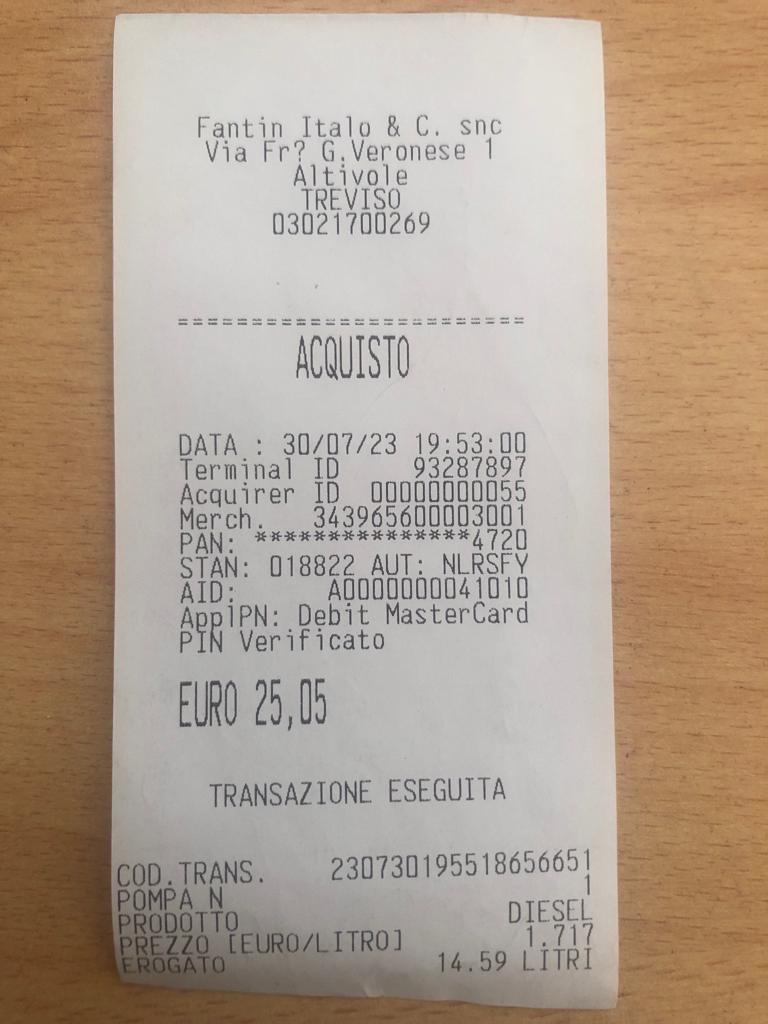 Fantin Italo & C. snc
Via Fr? G.Veronese 1
Altivole
TREVISO
03021700269
========================
ACQUISTO
DATA : 30/07/23 19:53:00
Terminal ID 93287897
Acquirer ID 00000000055
Merch. 343965600003001
PAN: ***************4720
STAN: 018822 AUT: NLRSFY
AID: A0000000041010
ApplPN: Debit MasterCard
PIN Verificato
EURO 25,05
TRANSAZIONE ESEGUITA
COD.TRANS. 230730195518656651
POMPA N 1
PRODOTTO DIESEL
PREZZO [EURO/LITRO] 1.717
EROGATO 14.59 LITRI